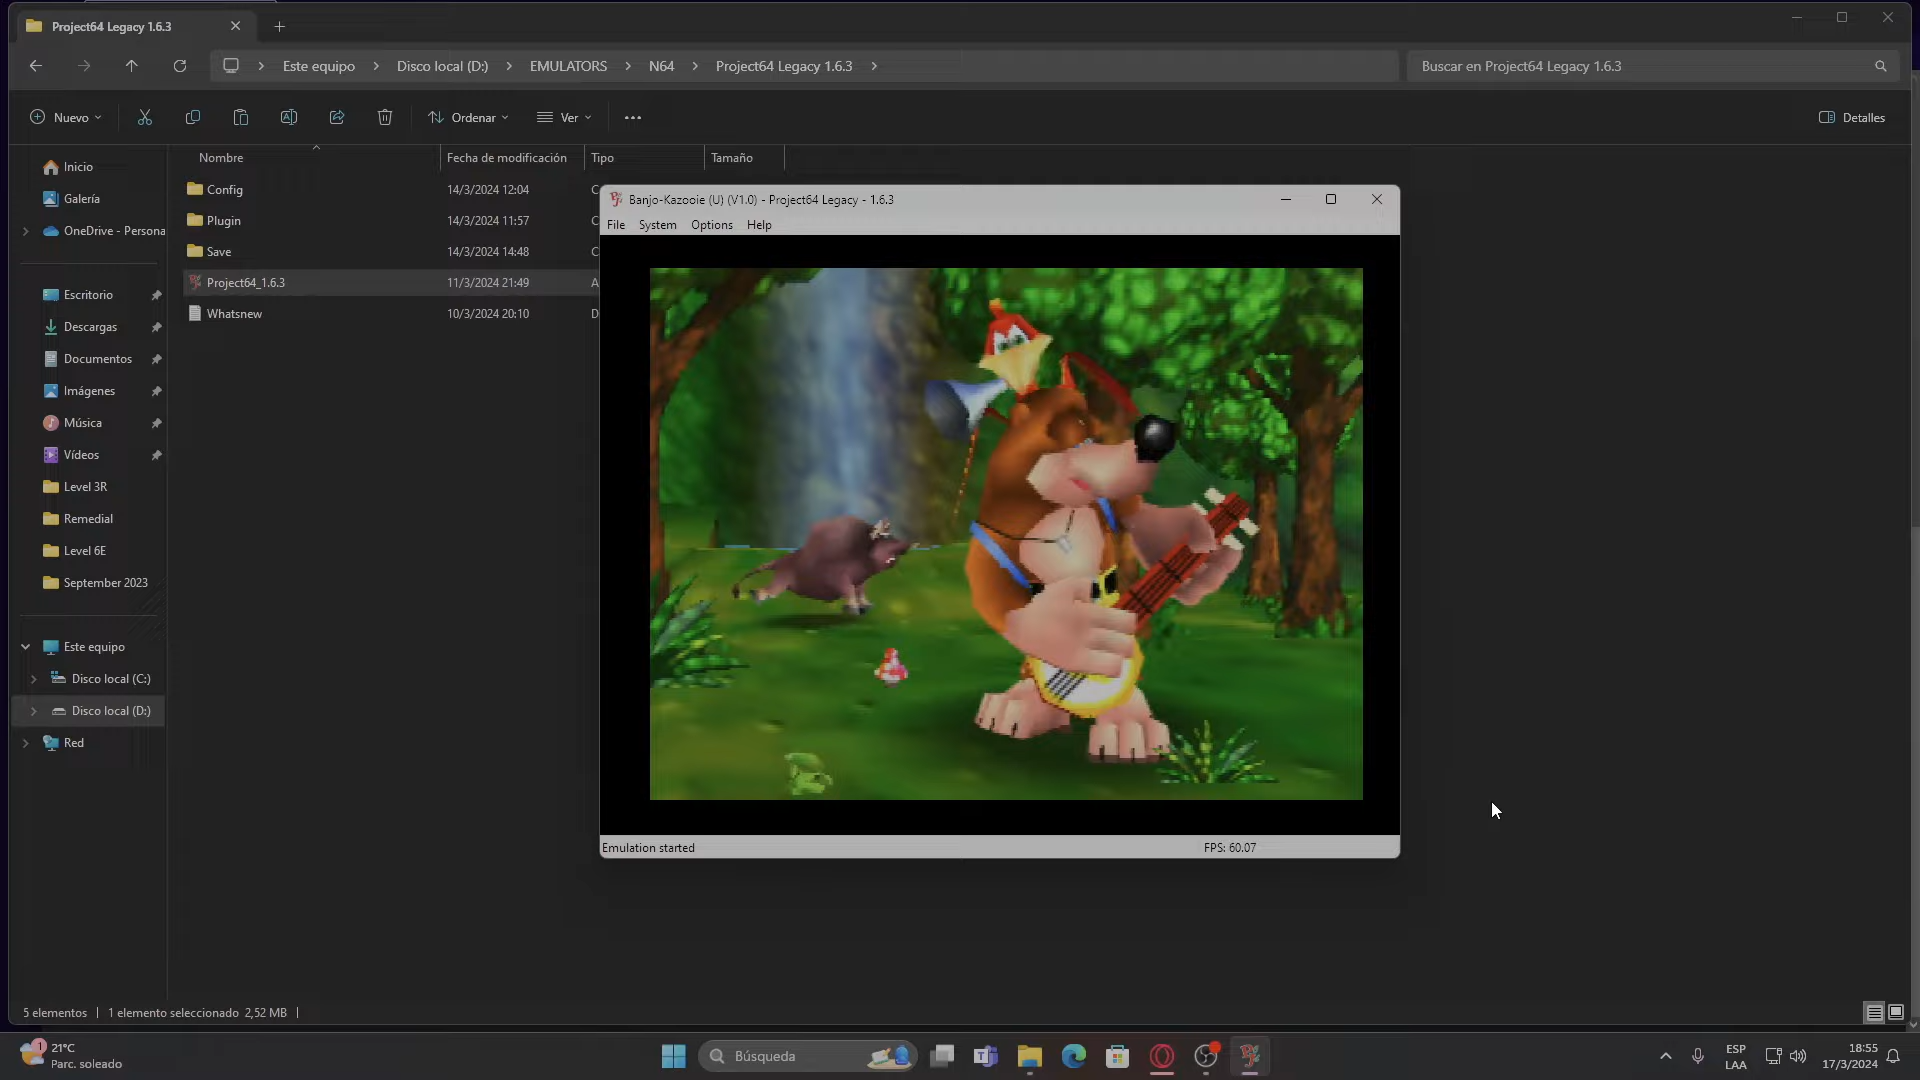 Project64 Legacy 1.6.3
Este equipo > Disco local (D:) > EMULATORS > N64 > Project64 Legacy 1.6.3 >
Buscar en Project64 Legacy 1.6.3
Nuevo
Ordenar
Ver
Detalles
Nombre
Fecha de modificación
Tipo
Tamaño
Config 14/3/2024 12:04 C
Plugin 14/3/2024 11:57 C
Save 14/3/2024 14:48 C
Project64_1.6.3 11/3/2024 21:49 A
Whatsnew 10/3/2024 20:10 D
Inicio
Galería
OneDrive - Persona
Escritorio
Descargas
Documentos
Imágenes
Música
Vídeos
Level 3R
Remedial
Level 6E
September 2023
Este equipo
Disco local (C:)
Disco local (D:)
Red
Banjo-Kazooie (U) (V1.0) - Project64 Legacy - 1.6.3
File System Options Help
Emulation started
FPS: 60.07
5 elementos | 1 elemento seleccionado 2,52 MB |
1
21°C
Parc. soleado
Búsqueda
ESP
LAA
18:55
17/3/2024